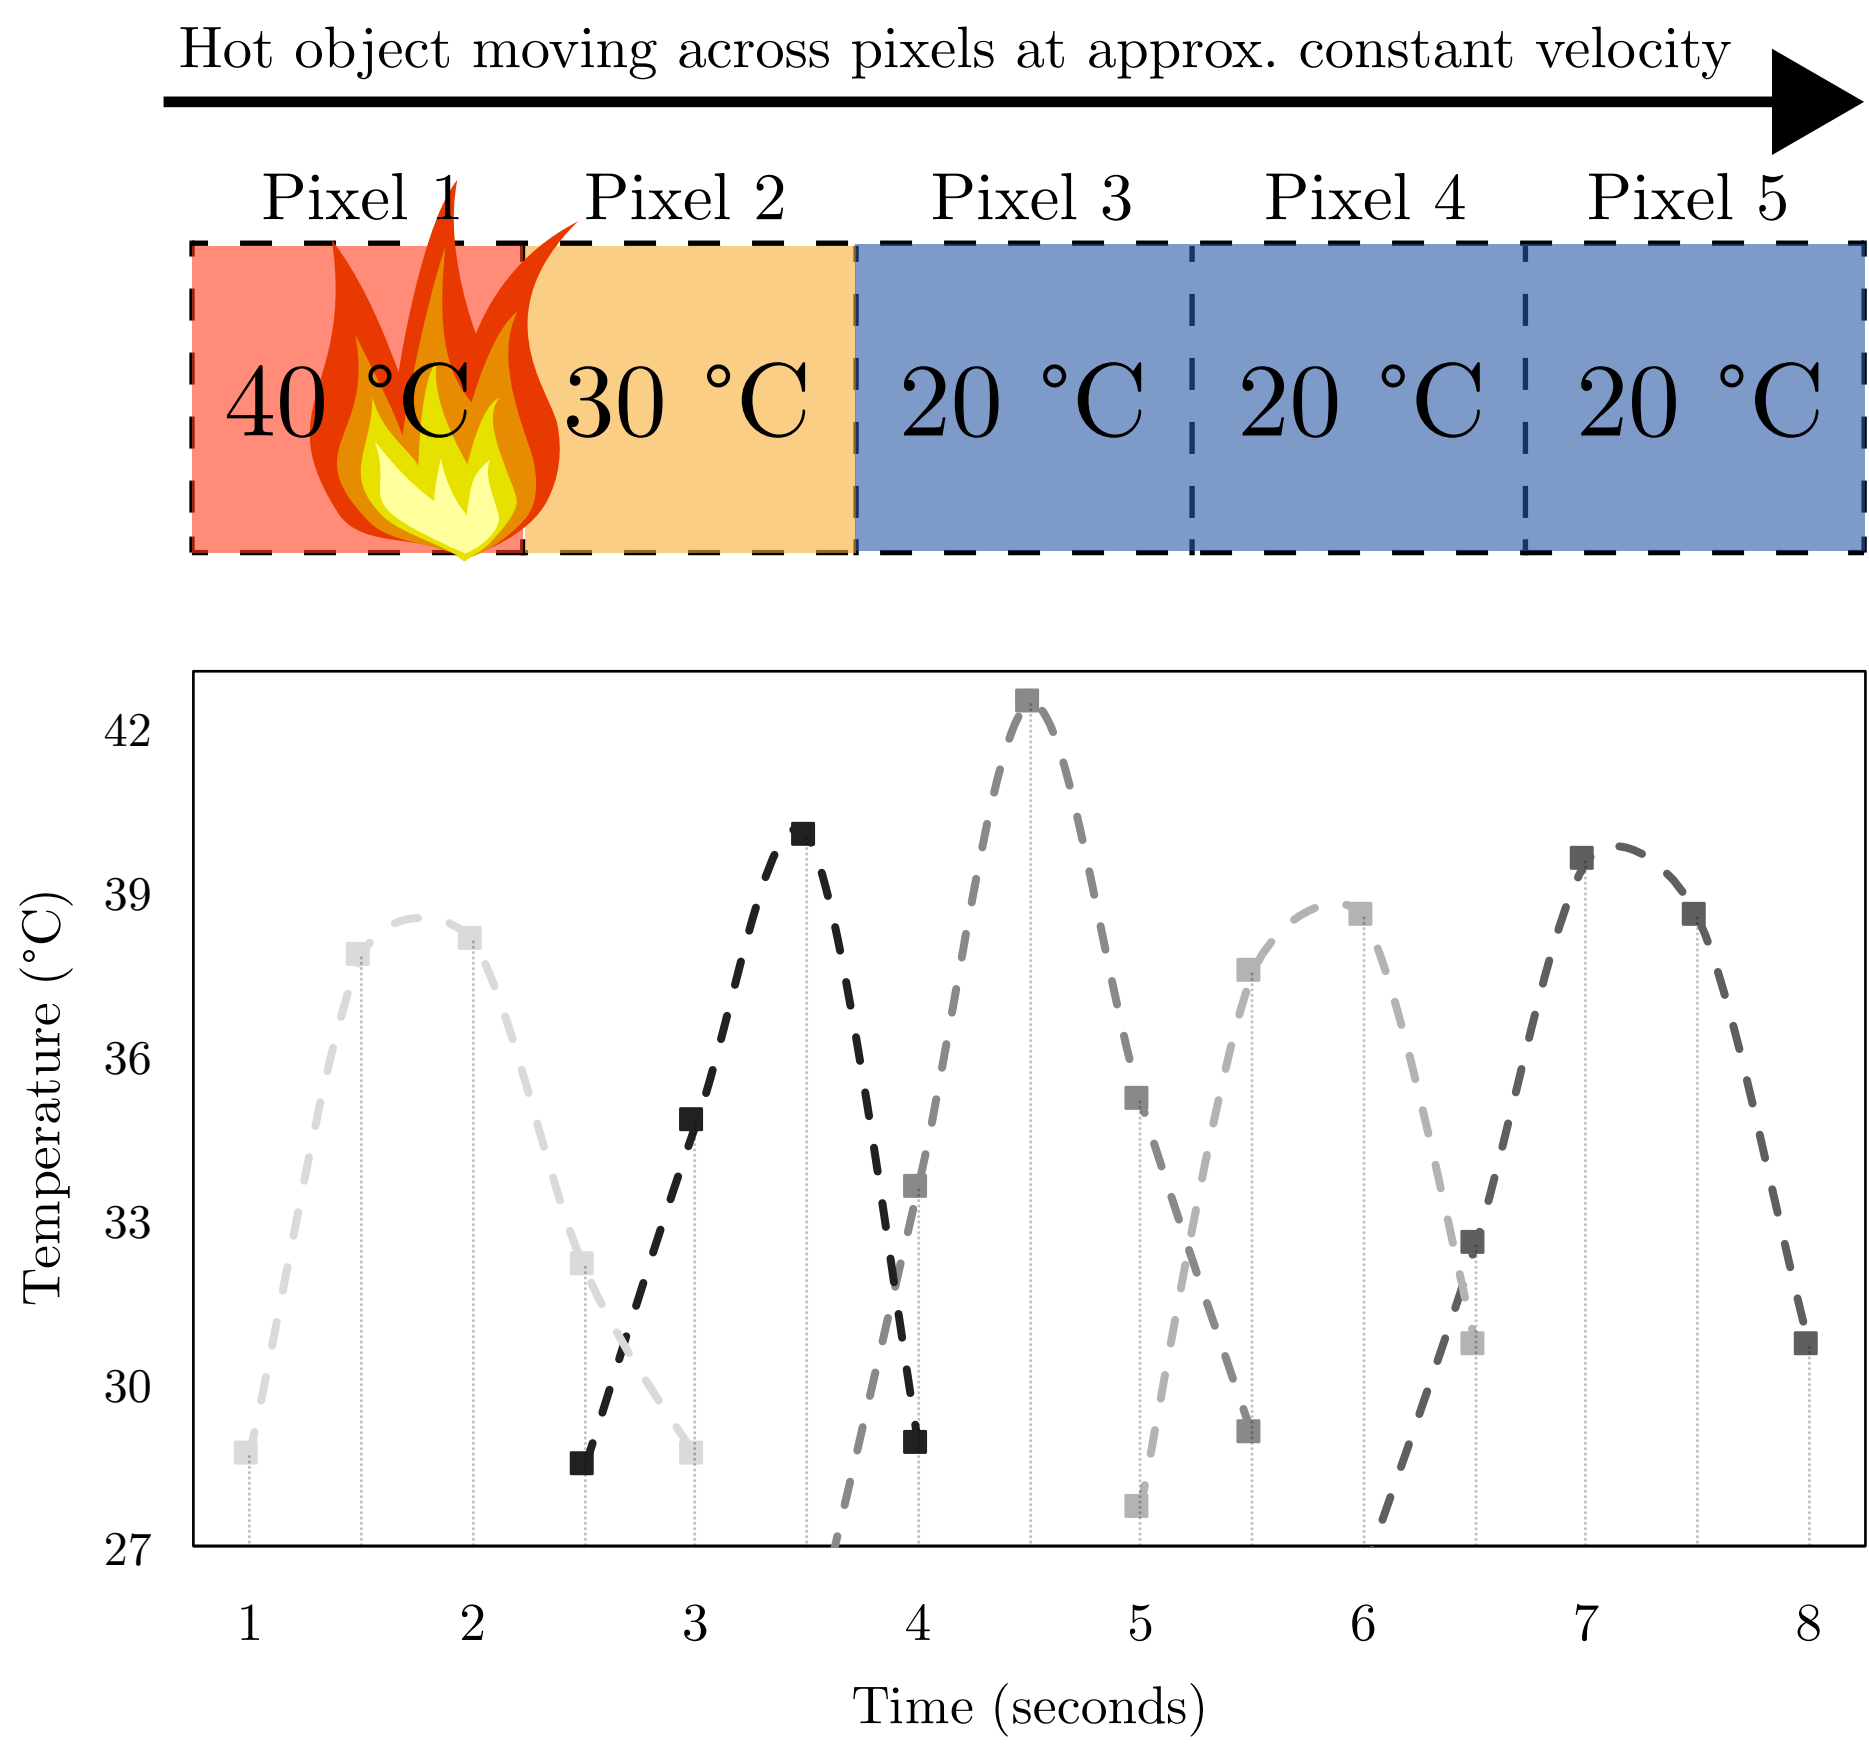 Hot object moving across pixels at approx. constant velocity
Pixel 1 Pixel 2 Pixel 3 Pixel 4 Pixel 5
40 °C 30 °C 20 °C 20 °C 20 °C
42
39
36
33
30
27
Temperature (°C)
1 2 3 4 5 6 7 8
Time (seconds)